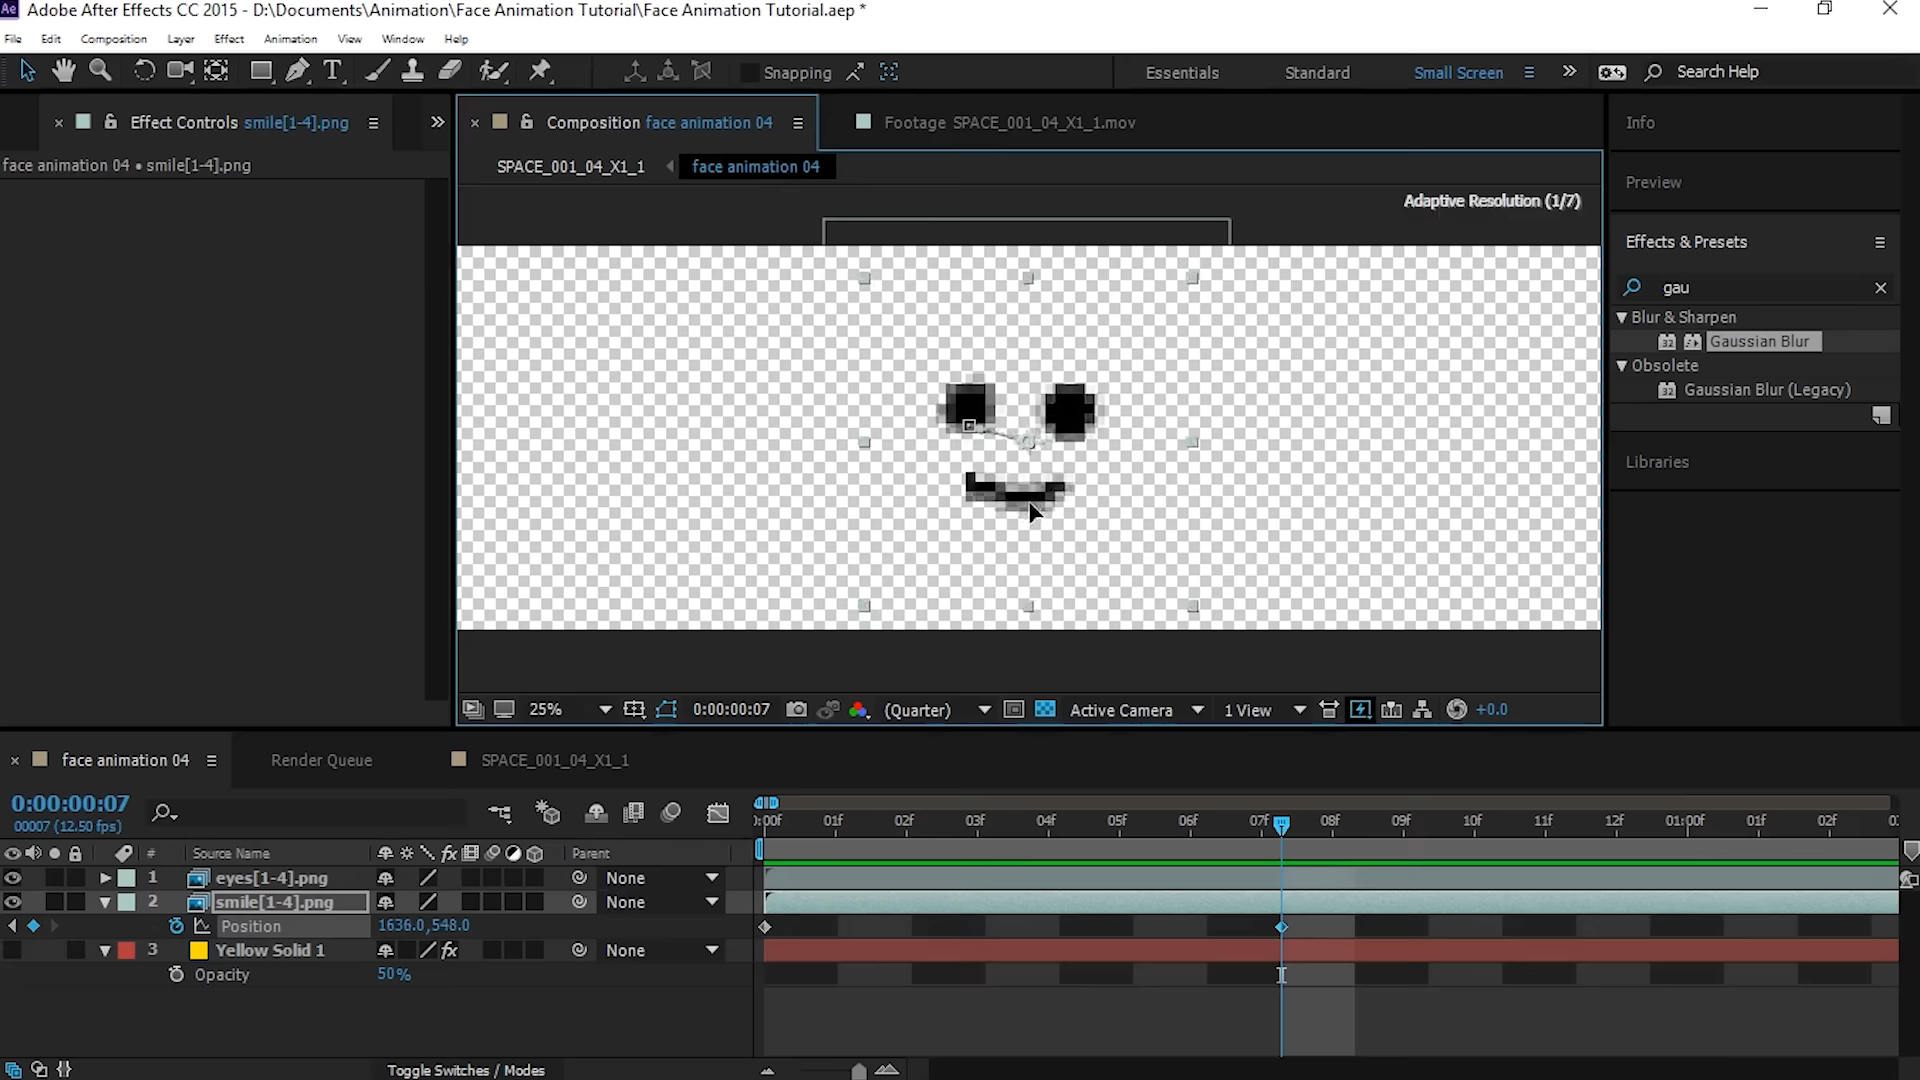 Ae Adobe After Effects CC 2015 - D:\Documents\Animation\Face Animation Tutorial\Face Animation Tutorial.aep *
File Edit Composition Layer Effect Animation View Window Help
T Snapping Essentials Standard Small Screen Search Help
Effect Controls smile[1-4].png
face animation 04 • smile[1-4].png
Composition face animation 04
Footage SPACE_001_04_X1_1.mov
SPACE_001_04_X1_1 face animation 04
Adaptive Resolution (1/7)
25% 0:00:00:07 (Quarter) Active Camera 1 View +0.0
Info
Preview
Effects & Presets
gau
Blur & Sharpen
32 Gaussian Blur
Obsolete
32 Gaussian Blur (Legacy)
Libraries
face animation 04 Render Queue SPACE_001_04_X1_1
0:00:00:07
00007 (12.50 fps)
):00f 01f 02f 03f 04f 05f 06f 07f 08f 09f 10f 11f 12f 01:00f 01f 02f
# Source Name fx Parent
1 eyes[1-4].png None
2 smile[1-4].png None
Position 1636.0,548.0
3 Yellow Solid 1 fx None
Opacity 50%
Toggle Switches / Modes